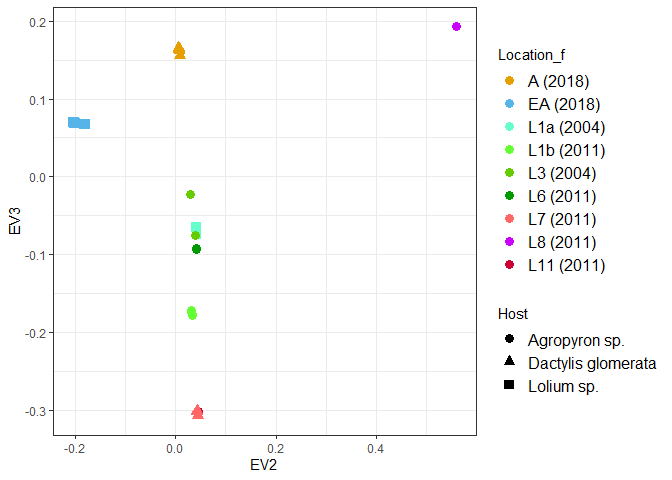 0.2
0.1
0.0
-0.1
-0.2
-0.3
EV3
-0.2
0.0
0.2
0.4
EV2
Location_f
A (2018)
EA (2018)
L1a (2004)
L1b (2011)
L3 (2004)
L6 (2011)
L7 (2011)
L8 (2011)
L11 (2011)
Host
Agropyron sp.
Dactylis glomerata
Lolium sp.